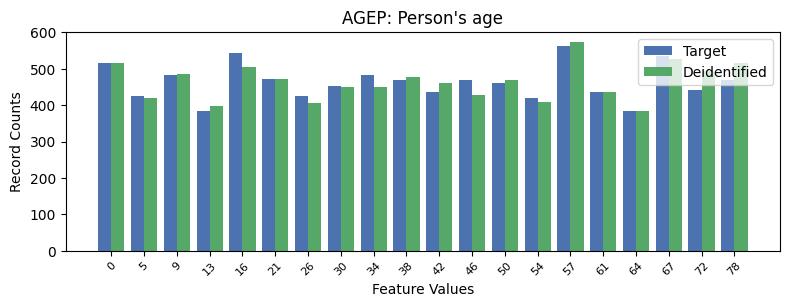 AGEP: Person's age
600
500
400
300
200
100
0
Record Counts
Target
Deidentified
0 5 9 13 16 21 26 30 34 38 42 46 50 54 57 61 64 67 72 78
Feature Values